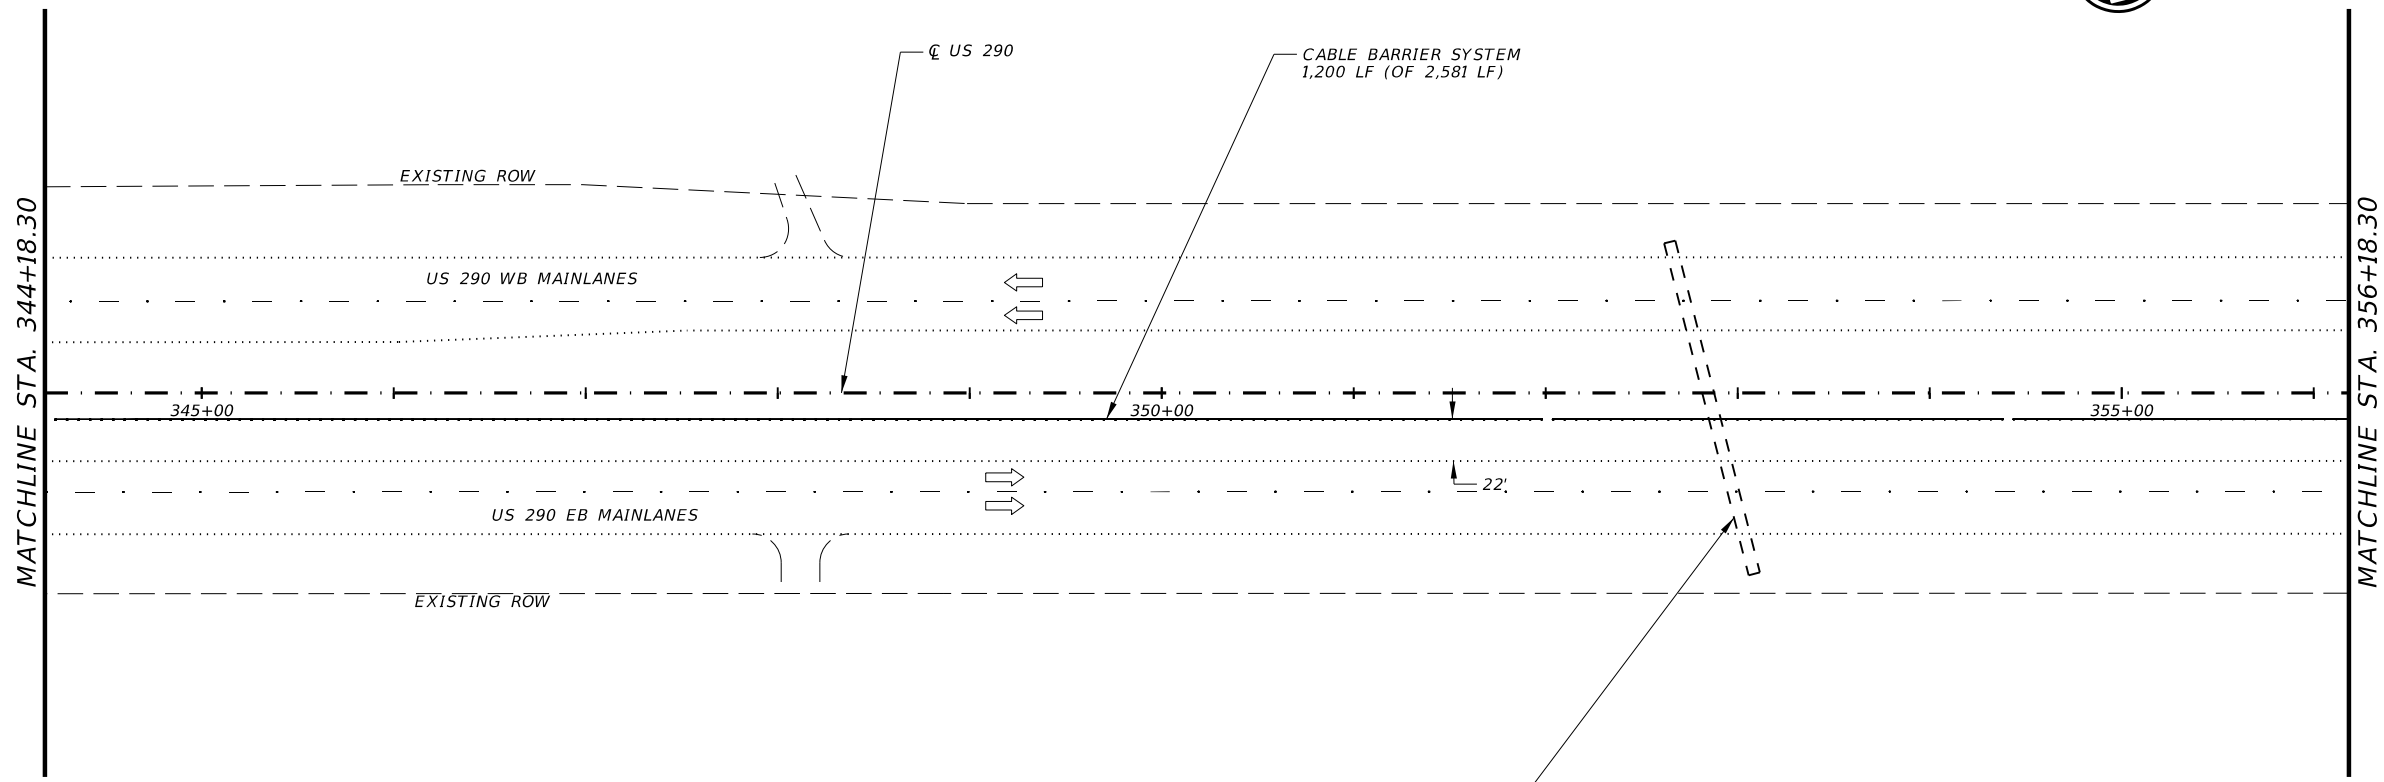 ℄ US 290
CABLE BARRIER SYSTEM
1,200 LF (OF 2,581 LF)
EXISTING ROW
MATCHLINE STA. 344+18.30
MATCHLINE STA. 356+18.30
US 290 WB MAINLANES
345+00
350+00
355+00
22'
US 290 EB MAINLANES
EXISTING ROW